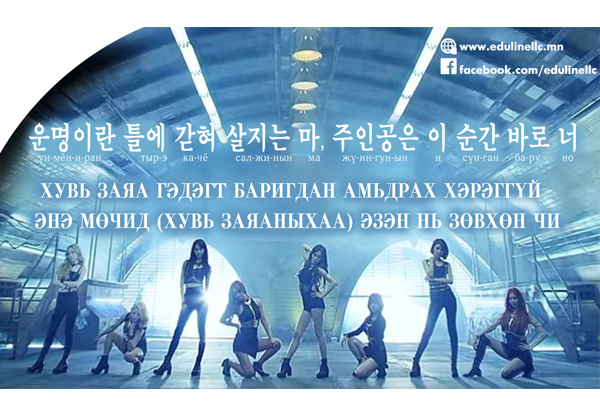 www.edulinellc.mn
facebook.com/edulinellc
운명이란 틀에 갇혀 살지는 마, 주인공은 이 순간 바로 너
ун-мён-и-ран тыр-э ка-чё сал-жи-нын ма жү-ин-гун-ын и сүн-ган ба-ру но
ХУВЬ ЗАЯА ГЭДЭГТ БАРИГДАН АМЬДРАХ ХЭРЭГГҮЙ
ЭНЭ МӨЧИД (ХУВЬ ЗАЯАНЫХАА) ЭЗЭН НЬ ЗӨВХӨН ЧИ